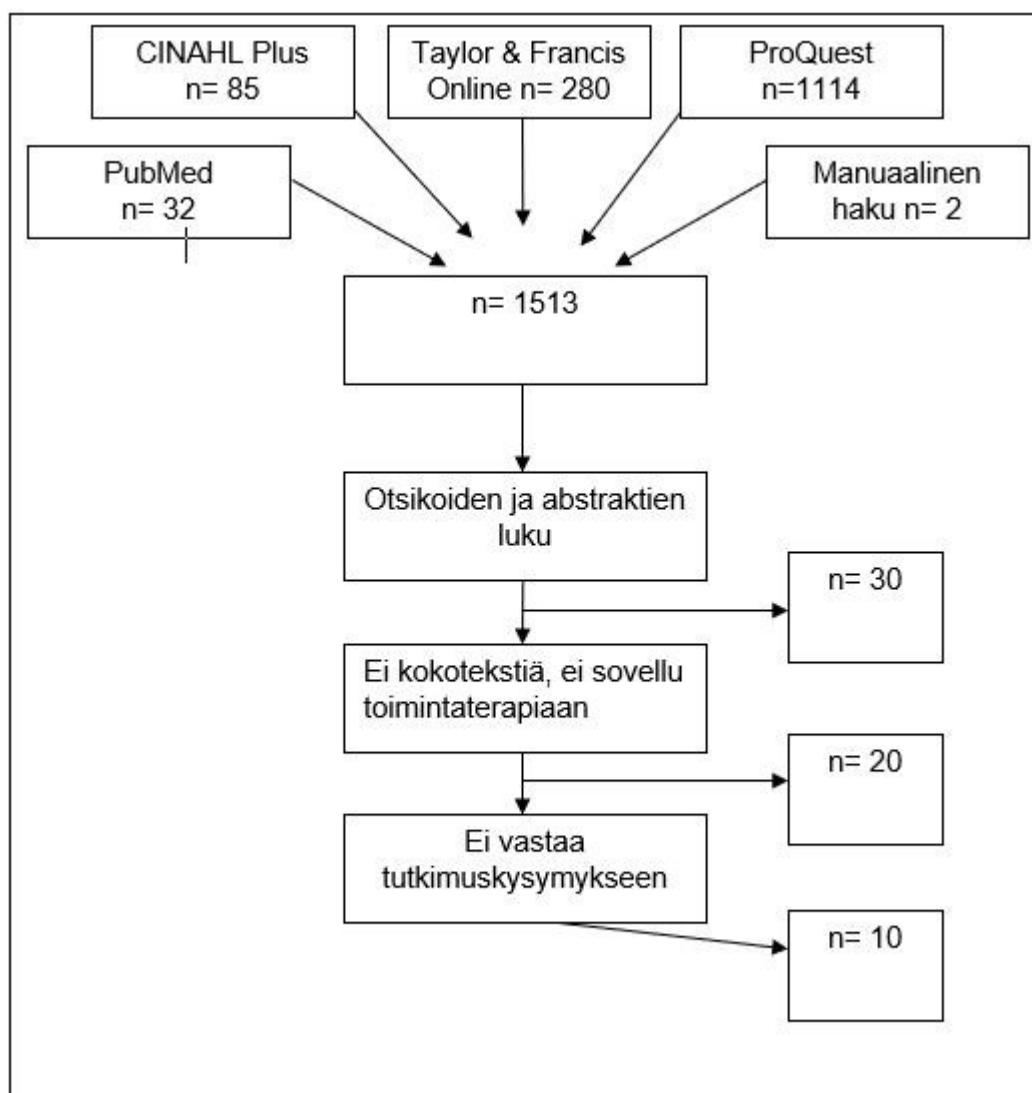 CINAHL Plus
n= 85
Taylor & Francis
Online n= 280
ProQuest
n=1114
PubMed
n= 32
Manuaalinen
haku n= 2
n= 1513
Otsikoiden ja abstraktien
luku
n= 30
Ei kokotekstiä, ei sovellu
toimintaterapiaan
n= 20
Ei vastaa
tutkimuskysymykseen
n= 10